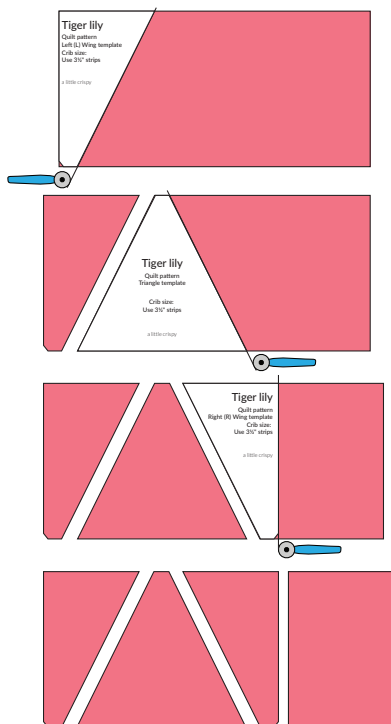 Tiger lily
Quilt pattern
Left (L) Wing template
Crib size:
Use 3½" strips
a little crispy
Tiger lily
Quilt pattern
Triangle template
Crib size:
Use 3½" strips
a little crispy
Tiger lily
Quilt pattern
Right (R) Wing template
Crib size:
Use 3½" strips
a little crispy